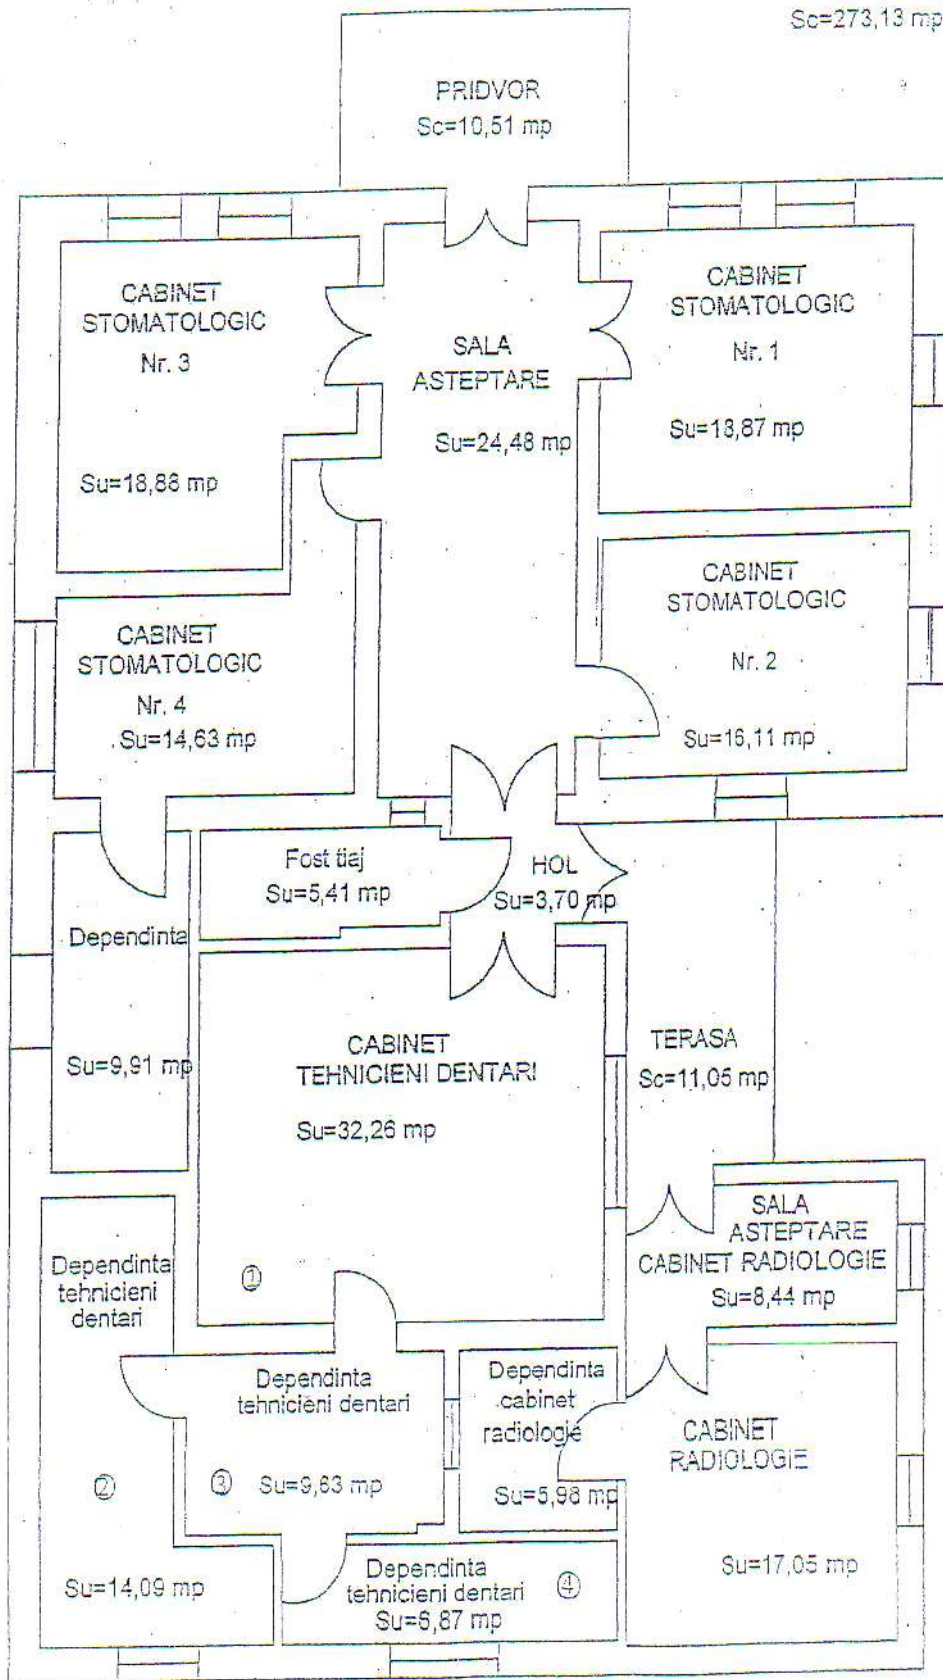 Sc=273,13 mp
PRIDVOR
Sc=10,51 mp
CABINET
STOMATOLOGIC
Nr. 3
Su=18,88 mp
SALA
ASTEPTARE
Su=24,48 mp
CABINET
STOMATOLOGIC
Nr. 1
Su=18,87 mp
CABINET
STOMATOLOGIC
Nr. 2
Su=16,11 mp
CABINET
STOMATOLOGIC
Nr. 4
Su=14,63 mp
Fost tiaj
Su=5,41 mp
HOL
Su=3,70 mp
Dependinta
Su=9,91 mp
CABINET
TEHNICIENI DENTARI
Su=32,26 mp
1
TERASA
Sc=11,05 mp
SALA
ASTEPTARE
CABINET RADIOLOGIE
Su=8,44 mp
Dependinta
tehnicieni
dentari
2
Su=14,09 mp
Dependinta
tehnicieni dentari
3 Su=9,63 mp
Dependinta
cabinet
radiologie
Su=5,98 mp
CABINET
RADIOLOGIE
Su=17,05 mp
Dependinta
tehnicieni dentari 4
Su=6,87 mp